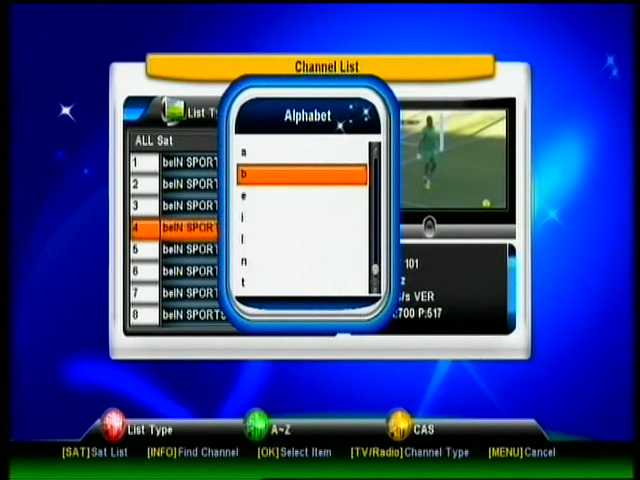 Channel List
List Ty
Alphabet
ALL Sat
a
1 beIN SPORT
b
2 beIN SPORT
e
3 beIN SPORT
i
4 beIN SPORT
l
5 beIN SPORT
101
n
6 beIN SPORT
z
t
7 beIN SPORT
/s VER
8 beIN SPORTS
:700 P:517
List Type A~Z CAS
[SAT]Sat List [INFO]Find Channel [OK]Select Item [TV/Radio]Channel Type [MENU]Cancel